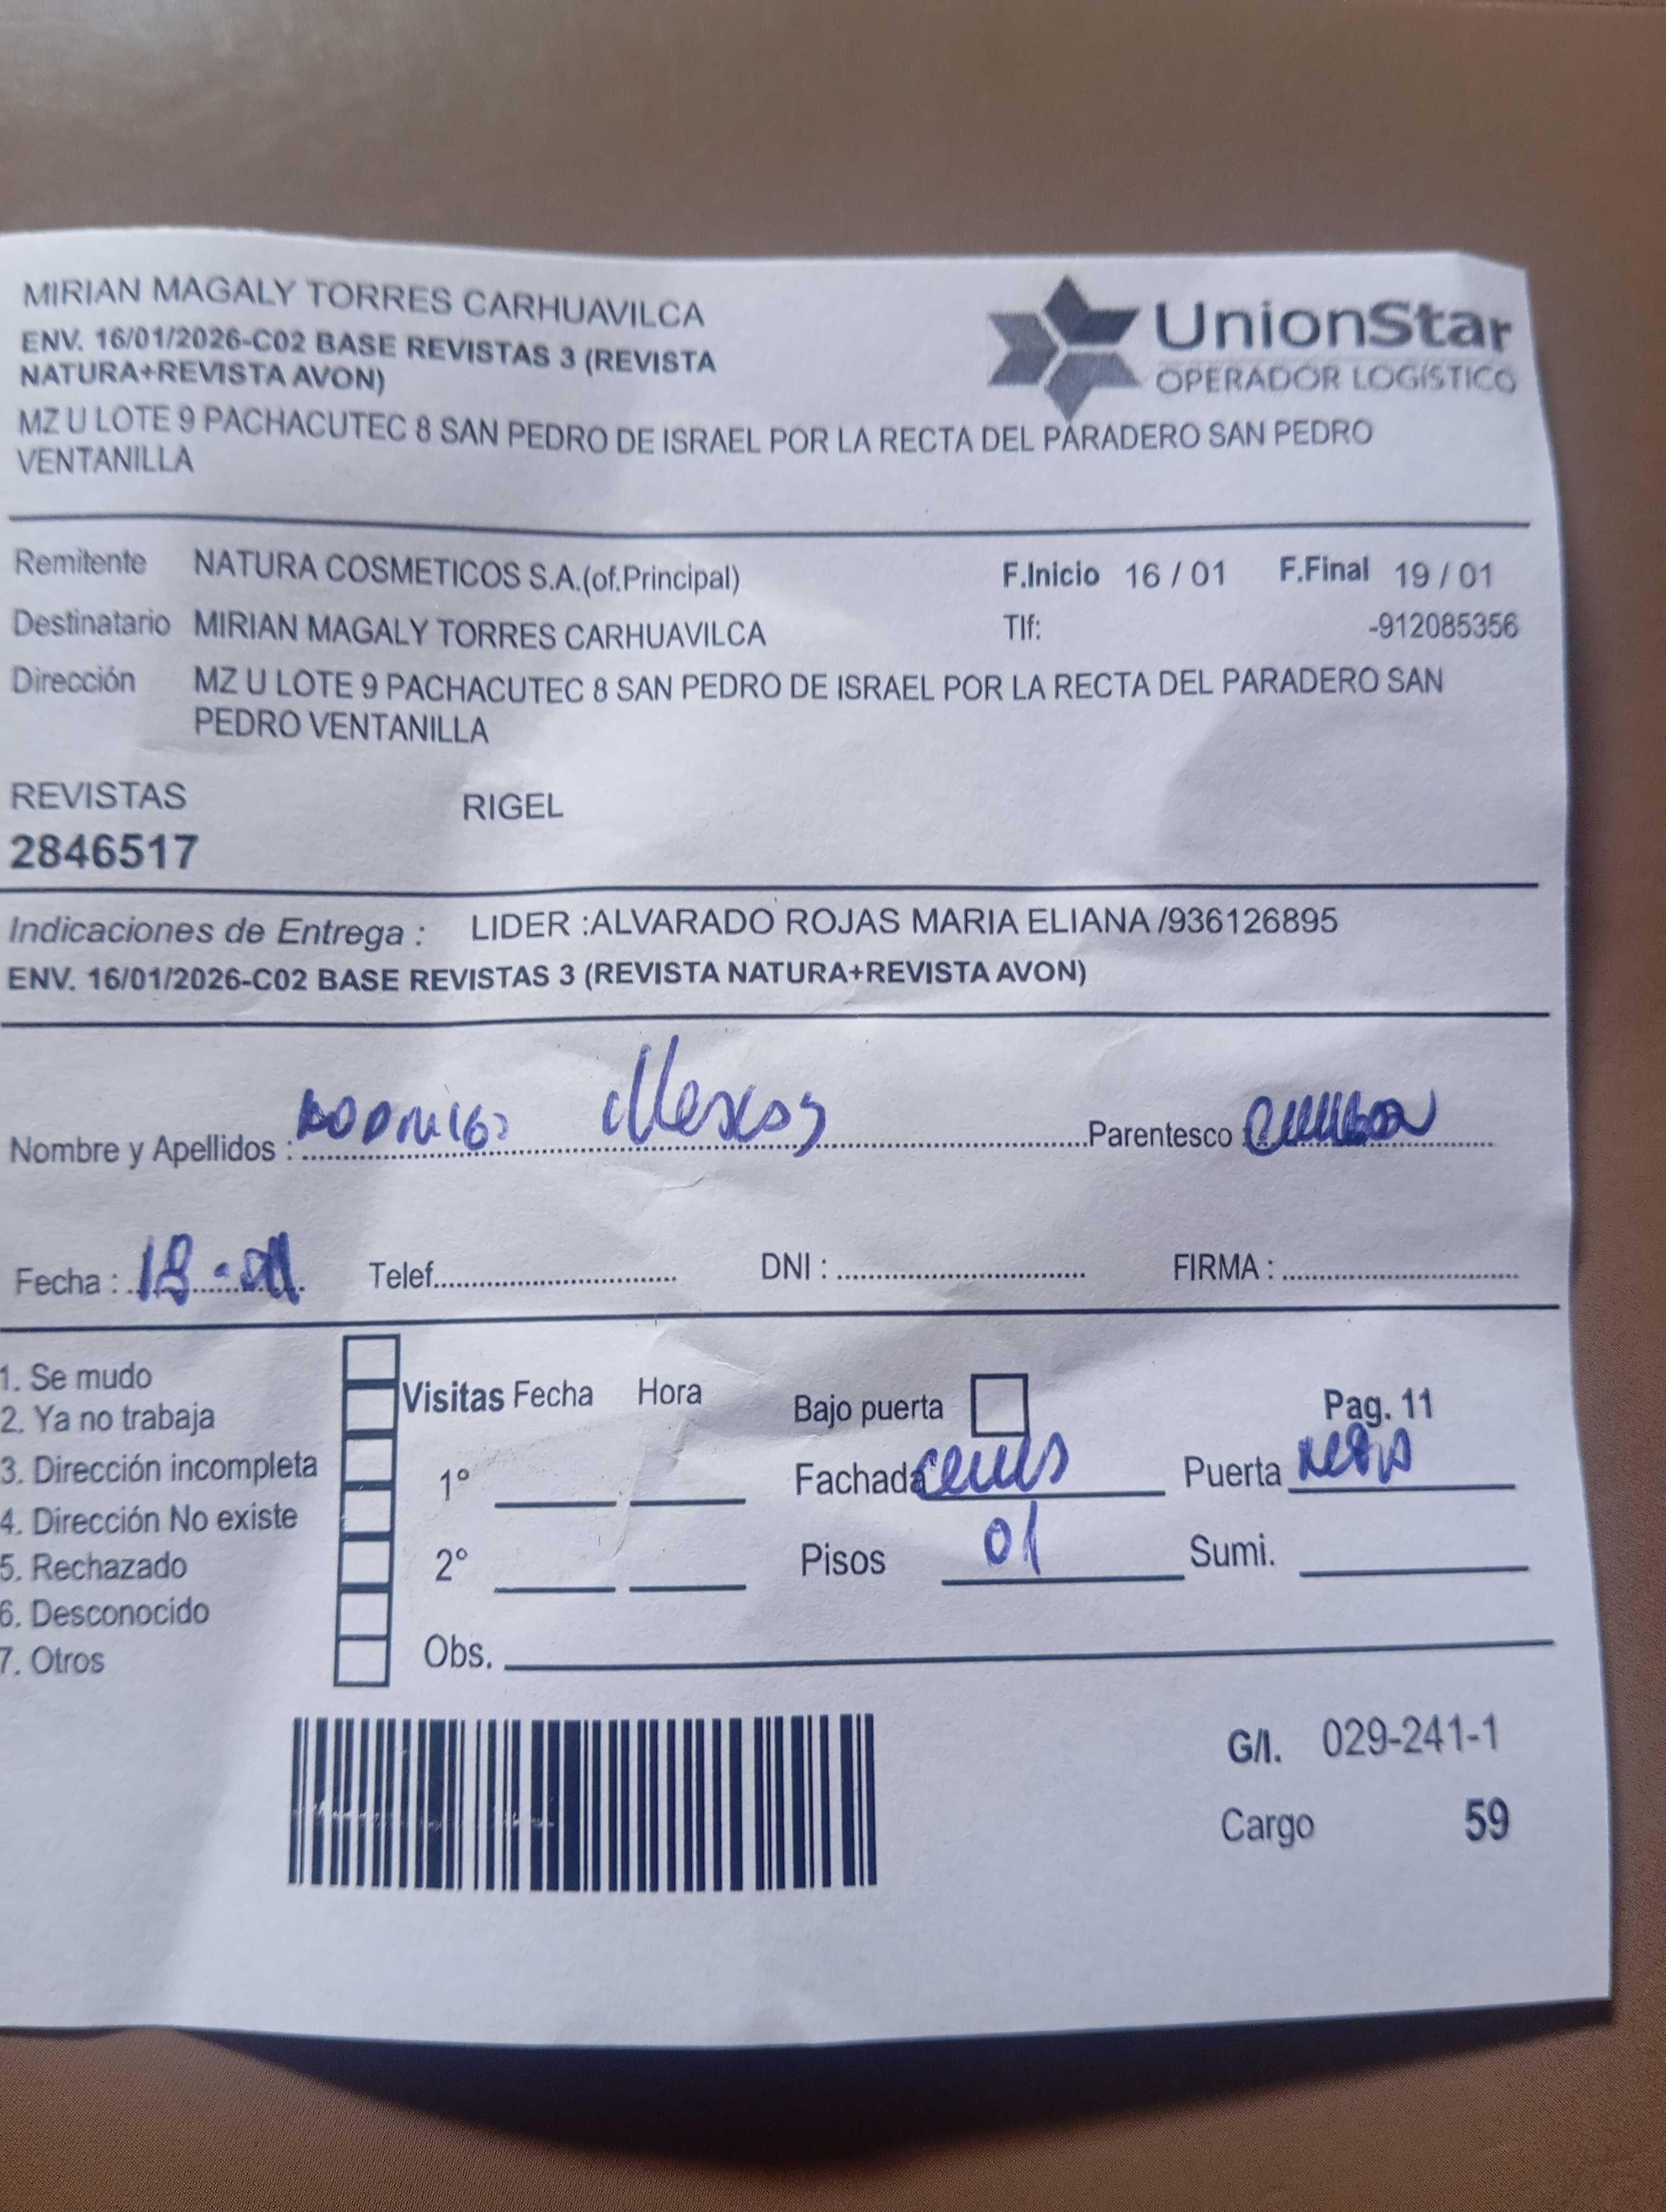 MIRIAN MAGALY TORRES CARHUAVILCA
ENV. 16/01/2026-C02 BASE REVISTAS 3 (REVISTA
NATURA+REVISTA AVON)
UnionStar
OPERADOR LOGÍSTICO
MZ U LOTE 9 PACHACUTEC 8 SAN PEDRO DE ISRAEL POR LA RECTA DEL PARADERO SAN PEDRO
VENTANILLA
Remitente NATURA COSMETICOS S.A.(of.Principal) F.Inicio 16 / 01 F.Final 19 / 01
Destinatario MIRIAN MAGALY TORRES CARHUAVILCA Tlf: -912085356
Dirección MZ U LOTE 9 PACHACUTEC 8 SAN PEDRO DE ISRAEL POR LA RECTA DEL PARADERO SAN
PEDRO VENTANILLA
REVISTAS RIGEL
2846517
Indicaciones de Entrega : LIDER :ALVARADO ROJAS MARIA ELIANA /936126895
ENV. 16/01/2026-C02 BASE REVISTAS 3 (REVISTA NATURA+REVISTA AVON)
Nombre y Apellidos : Parentesco :
Fecha : Telef. DNI : FIRMA :
1. Se mudo
2. Ya no trabaja
3. Dirección incompleta
4. Dirección No existe
5. Rechazado
6. Desconocido
7. Otros
Visitas Fecha Hora
1°
2°
Obs.
Bajo puerta Pag. 11
Fachada Puerta
Pisos 01 Sumi.
G/I. 029-241-1
Cargo 59